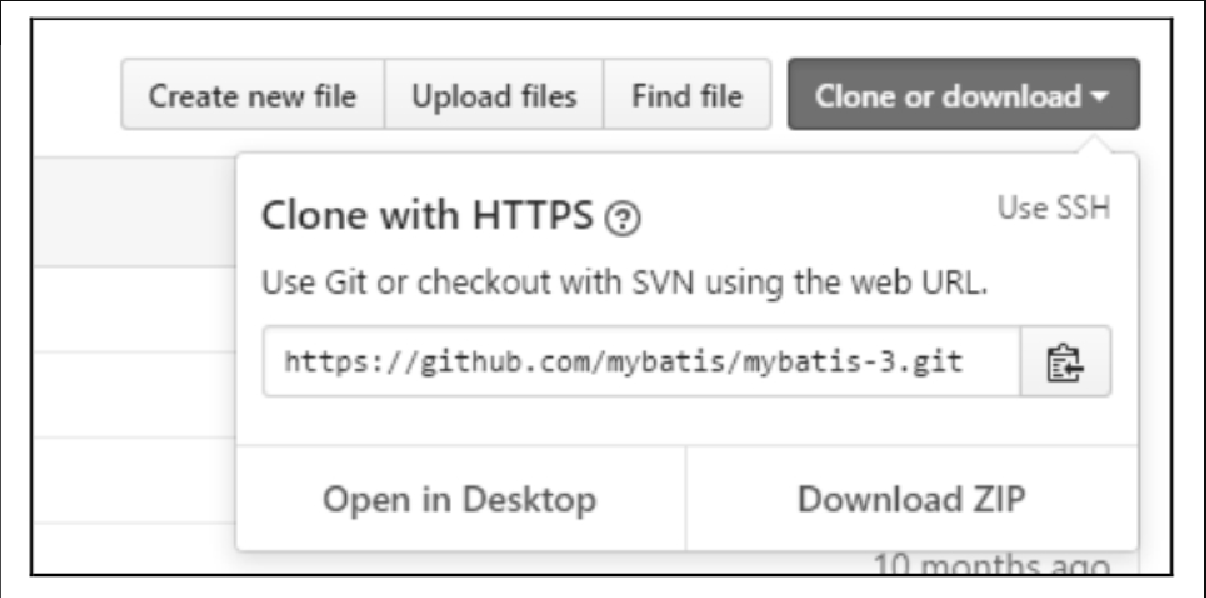 Create new file Upload files Find file Clone or download
Clone with HTTPS ? Use SSH
Use Git or checkout with SVN using the web URL.
https://github.com/mybatis/mybatis-3.git
Open in Desktop Download ZIP
10 months ago